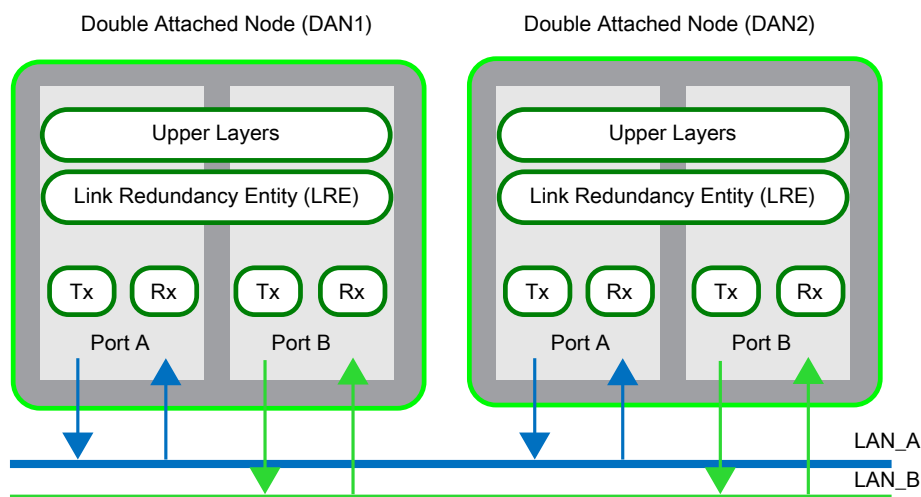 Double Attached Node (DAN1)
Double Attached Node (DAN2)
Upper Layers
Link Redundancy Entity (LRE)
Tx
Rx
Tx
Rx
Port A
Port B
Upper Layers
Link Redundancy Entity (LRE)
Tx
Rx
Tx
Rx
Port A
Port B
LAN_A
LAN_B